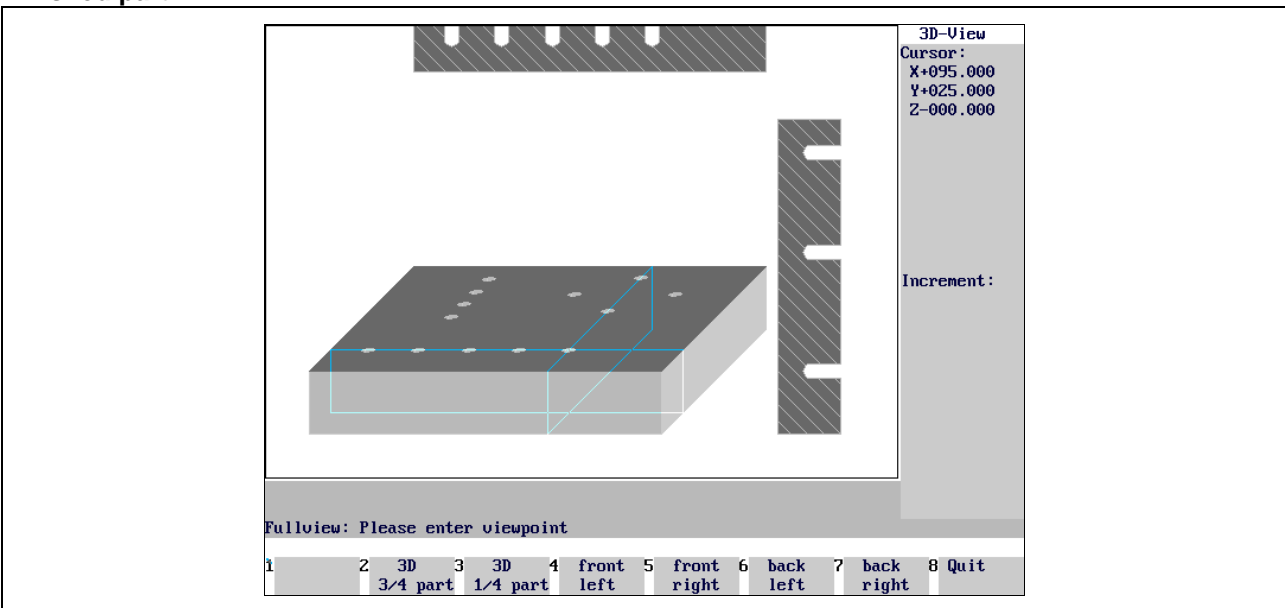 3D-View
Cursor:
X+095.000
Y+025.000
Z-000.000
Increment:
Fullview: Please enter viewpoint
1 2 3D 3 3D 4 front 5 front 6 back 7 back 8 Quit
3/4 part 1/4 part left right left right